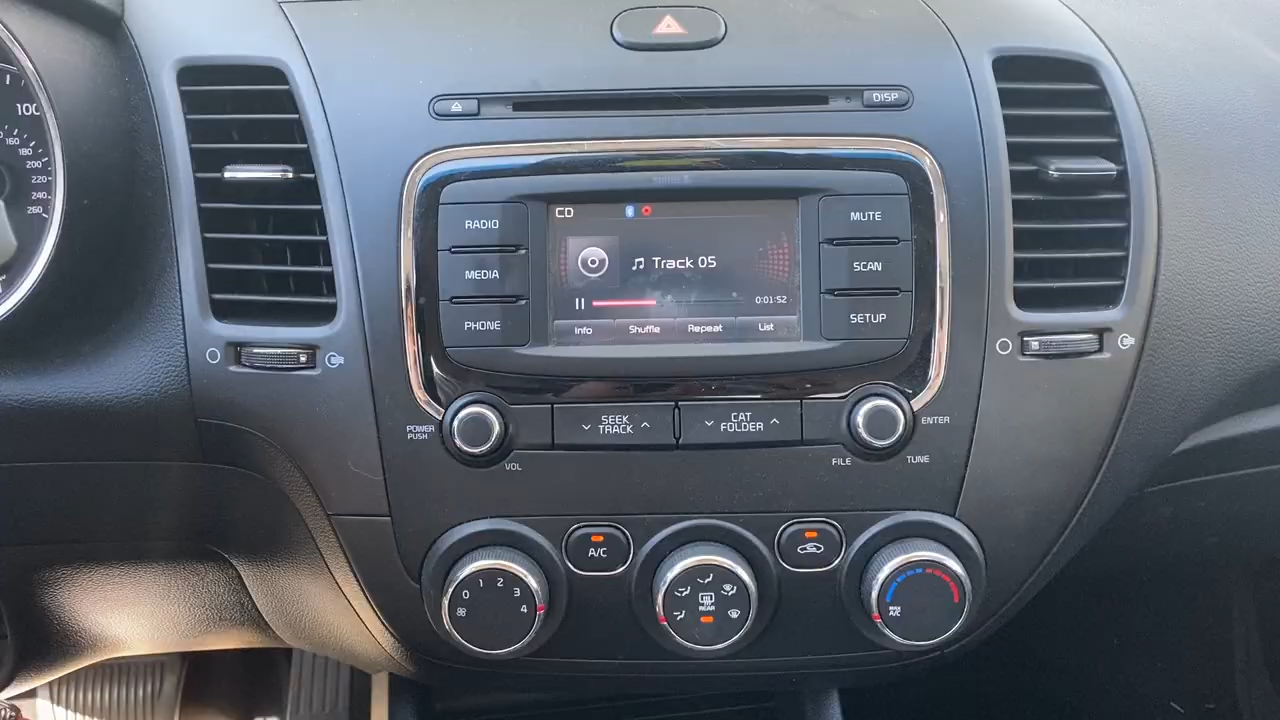 100
160
180
200
220
240
260
DISP
RADIO
MEDIA
PHONE
CD
Track 05
0:01:52
Info Shuffle Repeat List
MUTE
SCAN
SETUP
POWER
PUSH
VOL
SEEK
TRACK
CAT
FOLDER
ENTER
FILE
TUNE
0 1 2 3 4
A/C
REAR
MAX
A/C